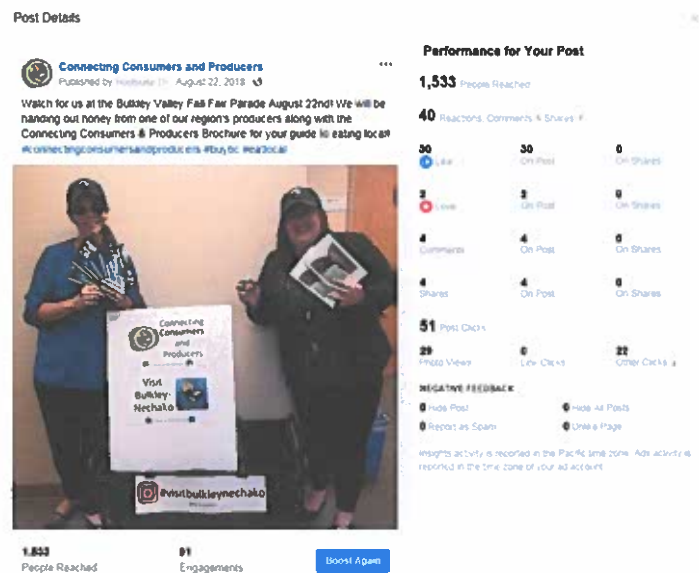 Post Details
Connecting Consumers and Producers
Published by August 22, 2018
Watch for us at the Bulkley Valley Fall Fair Parade August 22nd! We will be
handing out honey from one of our region's producers along with the
Connecting Consumers & Producers Brochure for your guide to eating local!
#connectingconsumersandproducers #buybc #eatlocal
Connecting
Consumers
and
Producers
Visit
Bulkley-
Nechako
@visitbulkleynechako
1,533
91
People Reached
Engagements
Boost Again
Performance for Your Post
1,533 People Reached
40 Reactions, Comments & Shares
30 30 0
Like On Post On Shares
2 2 0
Love On Post On Shares
4 4 0
Comments On Post On Shares
4 4 0
Shares On Post On Shares
51 Post Clicks
29 0 22
Photo Views Link Clicks Other Clicks
NEGATIVE FEEDBACK
0 Hide Post 0 Hide All Posts
0 Report as Spam 0 Unlike Page
Insights activity is reported in the Pacific time zone. Ads activity is
reported in the time zone of your ad account.